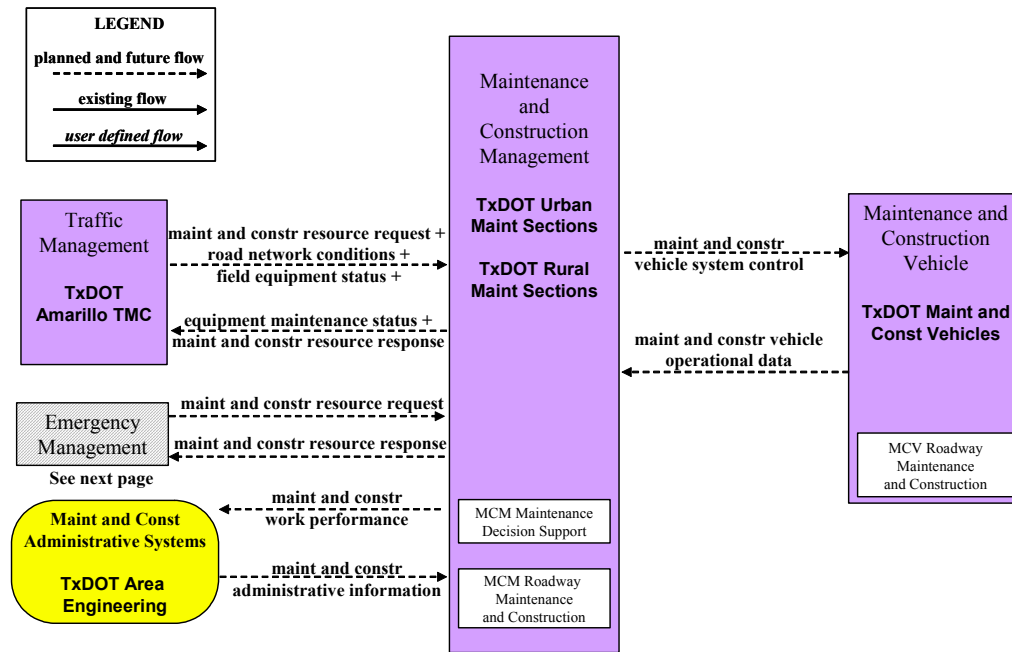 LEGEND
planned and future flow
existing flow
user defined flow
Traffic
Management
TxDOT
Amarillo TMC
maint and constr resource request +
road network conditions +
field equipment status +
equipment maintenance status +
maint and constr resource response
Emergency
Management
See next page
maint and constr resource request
maint and constr resource response
Maint and Const
Administrative Systems
TxDOT Area
Engineering
maint and constr
work performance
maint and constr
administrative information
Maintenance
and
Construction
Management
TxDOT Urban
Maint Sections
TxDOT Rural
Maint Sections
MCM Maintenance
Decision Support
MCM Roadway
Maintenance
and Construction
maint and constr
vehicle system control
maint and constr vehicle
operational data
Maintenance and
Construction
Vehicle
TxDOT Maint and
Const Vehicles
MCV Roadway
Maintenance
and Construction